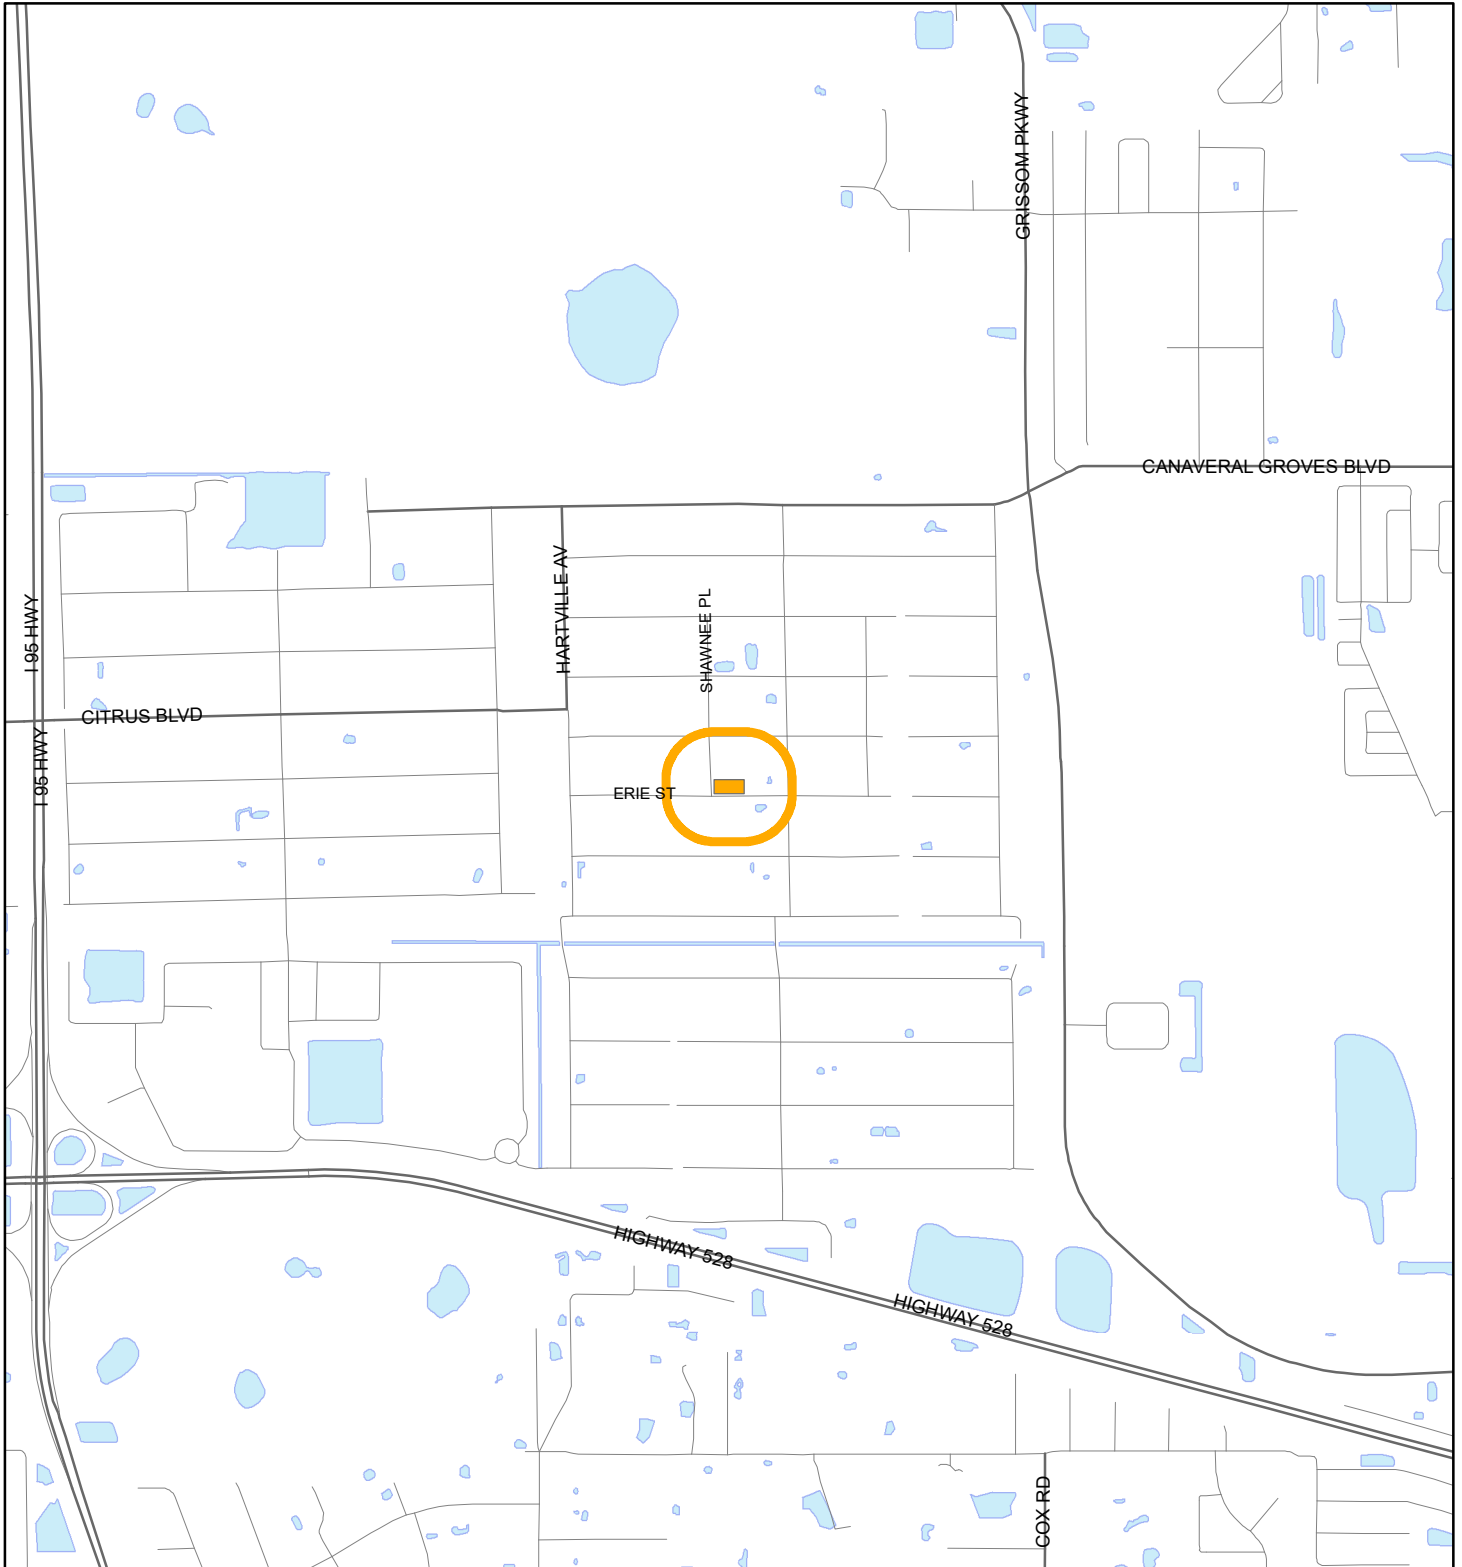 GRISSOM PKWY
CANAVERAL GROVES BLVD
HARTVILLE AV
SHAWNEE PL
I 95 HWY
CITRUS BLVD
I 95 HWY
ERIE ST
HIGHWAY 528
HIGHWAY 528
COX RD